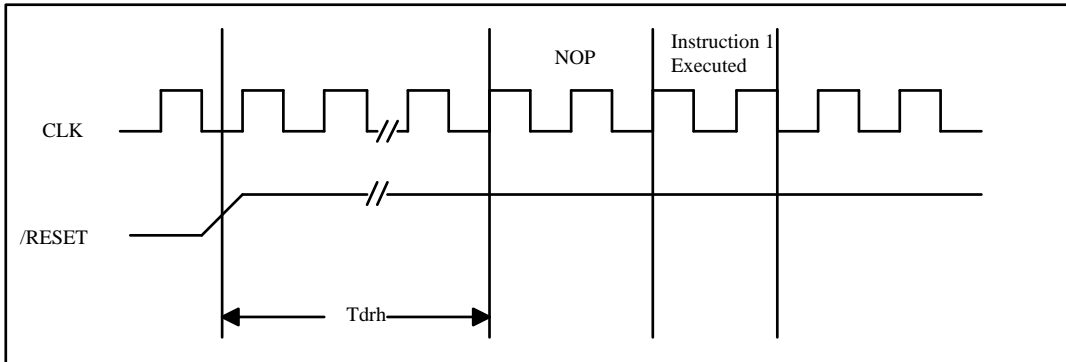 NOP
Instruction 1
Executed
CLK
/RESET
Tdrh